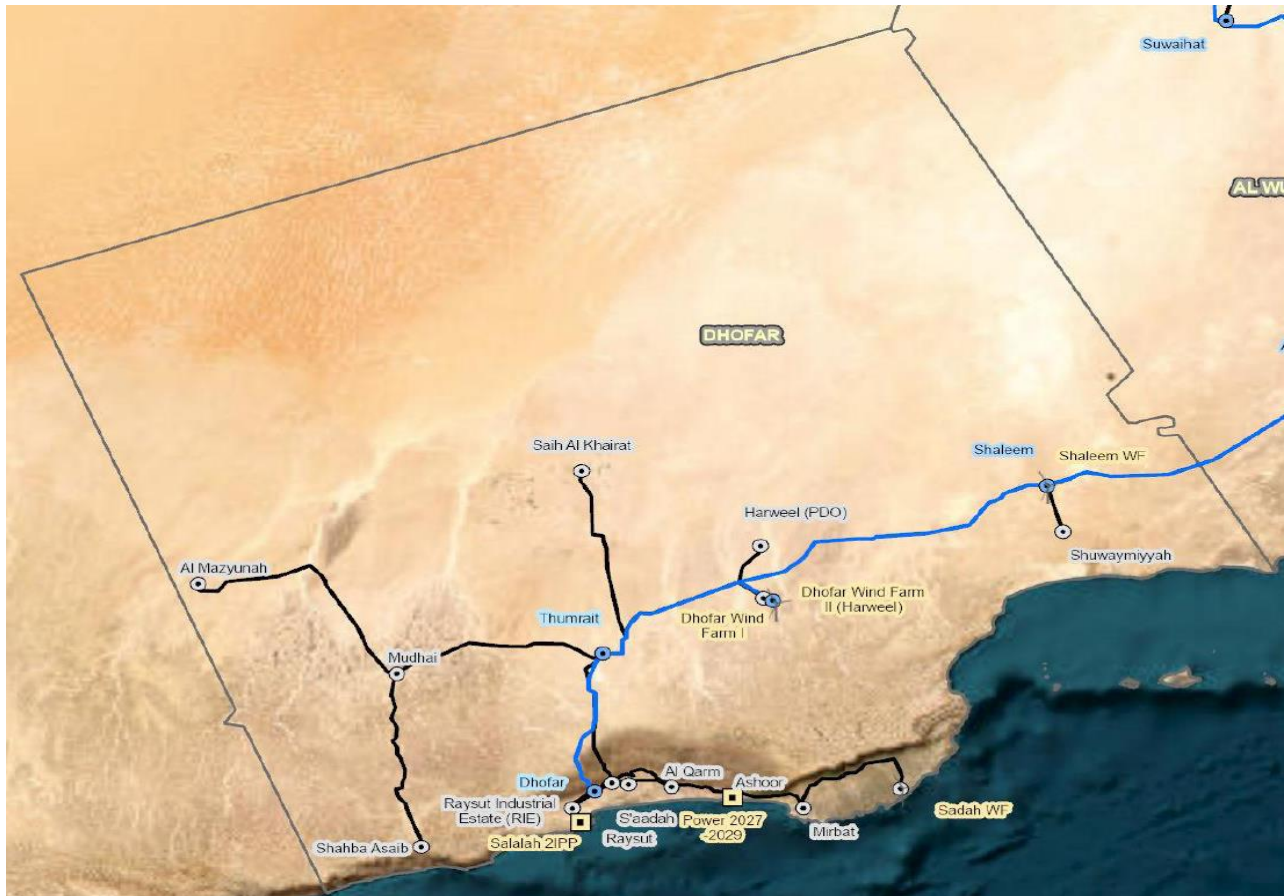 Suwaihat
DHOFAR
Saih Al Khairat
Shaleem
Shaleem WF
Harweel (PDO)
Shuwaymiyyah
Al Mazyunah
Dhofar Wind Farm
II (Harweel)
Thumrait
Dhofar Wind
Farm I
Mudhai
Al Qarm
Dhofar
Ashoor
Raysut Industrial
Estate (RIE)
S'aadah
Power 2027
-2029
Sadah WF
Mirbat
Raysut
Salalah 2IPP
Shahba Asaib